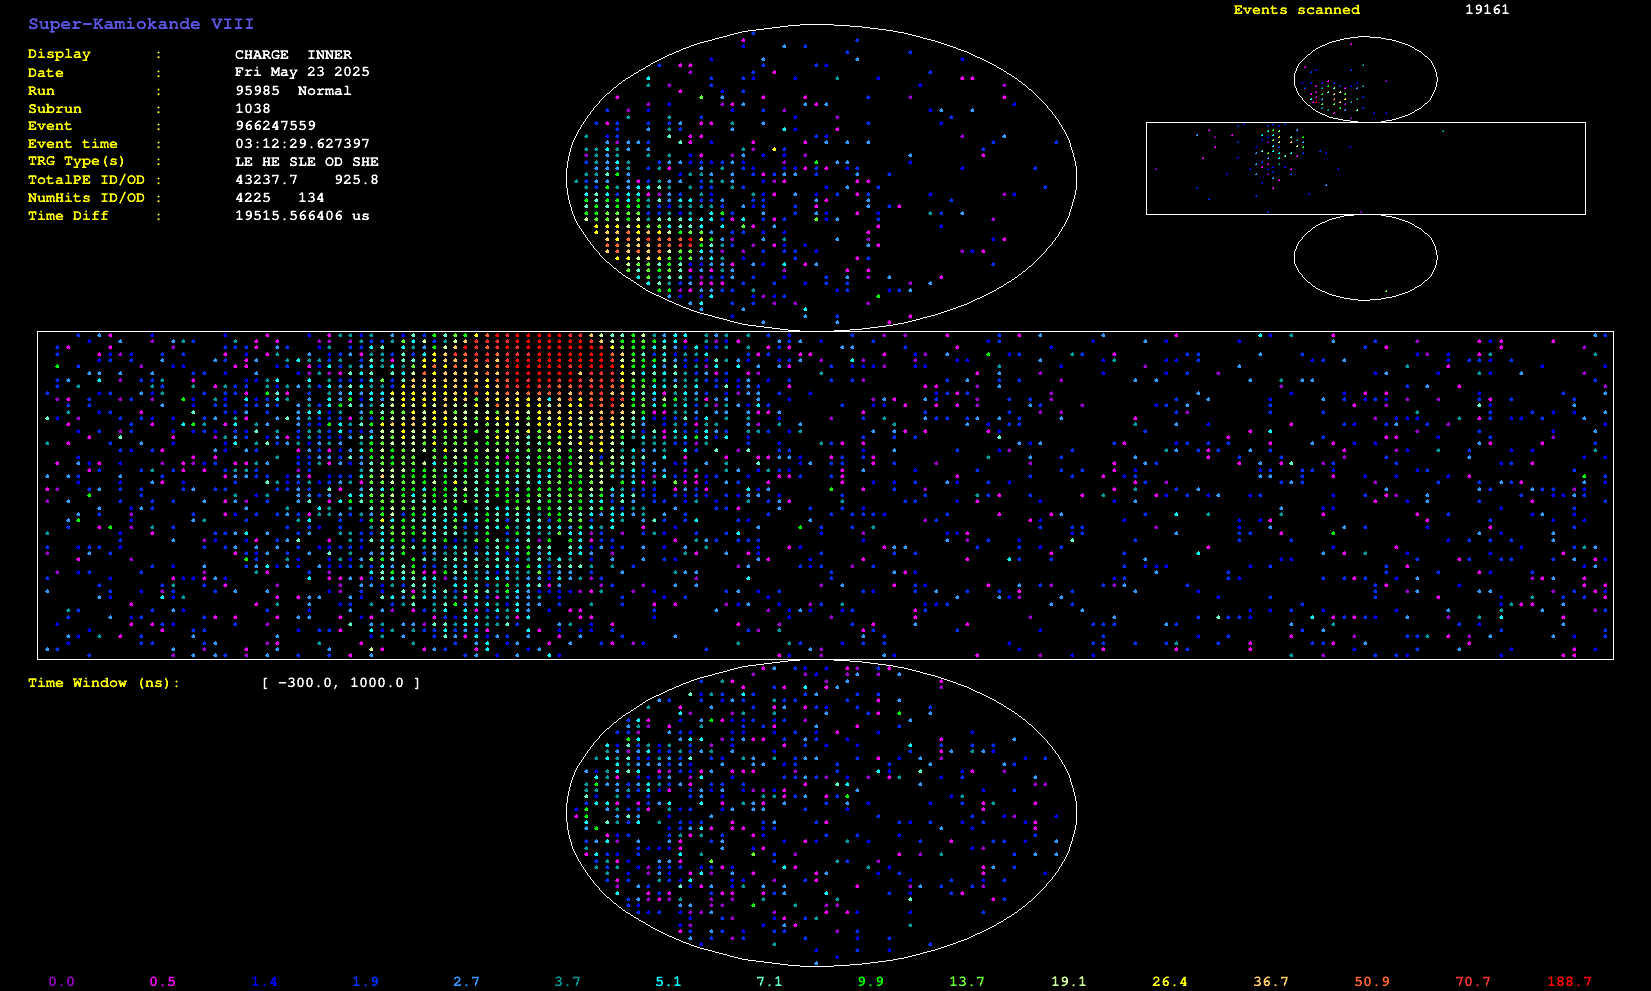 Super-Kamiokande VIII
Events scanned 19161
Display : CHARGE INNER
Date : Fri May 23 2025
Run : 95985 Normal
Subrun : 1038
Event : 966247559
Event time : 03:12:29.627397
TRG Type(s) : LE HE SLE OD SHE
TotalPE ID/OD : 43237.7 925.8
NumHits ID/OD : 4225 134
Time Diff : 19515.566406 us
Time Window (ns): [ -300.0, 1000.0 ]
0.0 0.5 1.4 1.9 2.7 3.7 5.1 7.1 9.9 13.7 19.1 26.4 36.7 50.9 70.7 188.7